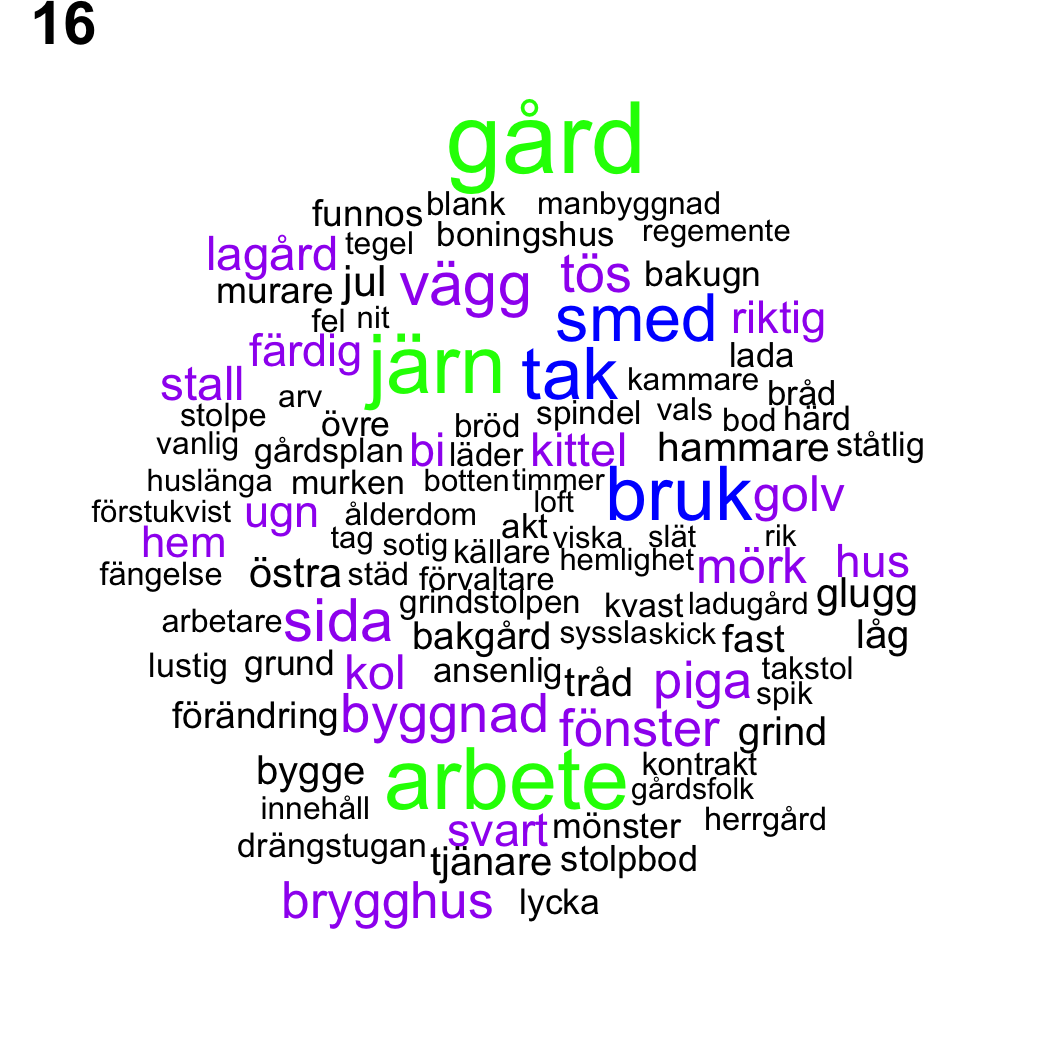 16
gård
funnos blank manbyggnad
lagård tegel boningshus regemente
murare jul vägg tös bakugn
fel nit smed riktig
färdig järn tak lada
stall arv kammare bråd
stolpe övre bröd spindel vals bod härd
vanlig gårdsplan bi läder kittel hammare ståtlig
huslänga murken botten timmer bruk golv
förstukvist ugn ålderdom akt loft viska slät rik
hem tag sotig källare hemlighet mörk hus
fängelse östra städ förvaltare glugg
arbetare sida grindstolpen kvast ladugård
bakgård syssla skick fast låg
lustig grund kol ansenlig tråd piga takstol
spik
förändring byggnad fönster grind
bygge arbete kontrakt
innehåll gårdsfolk
svart mönster herrgård
drängstugan tjänare stolpbod
brygghus lycka